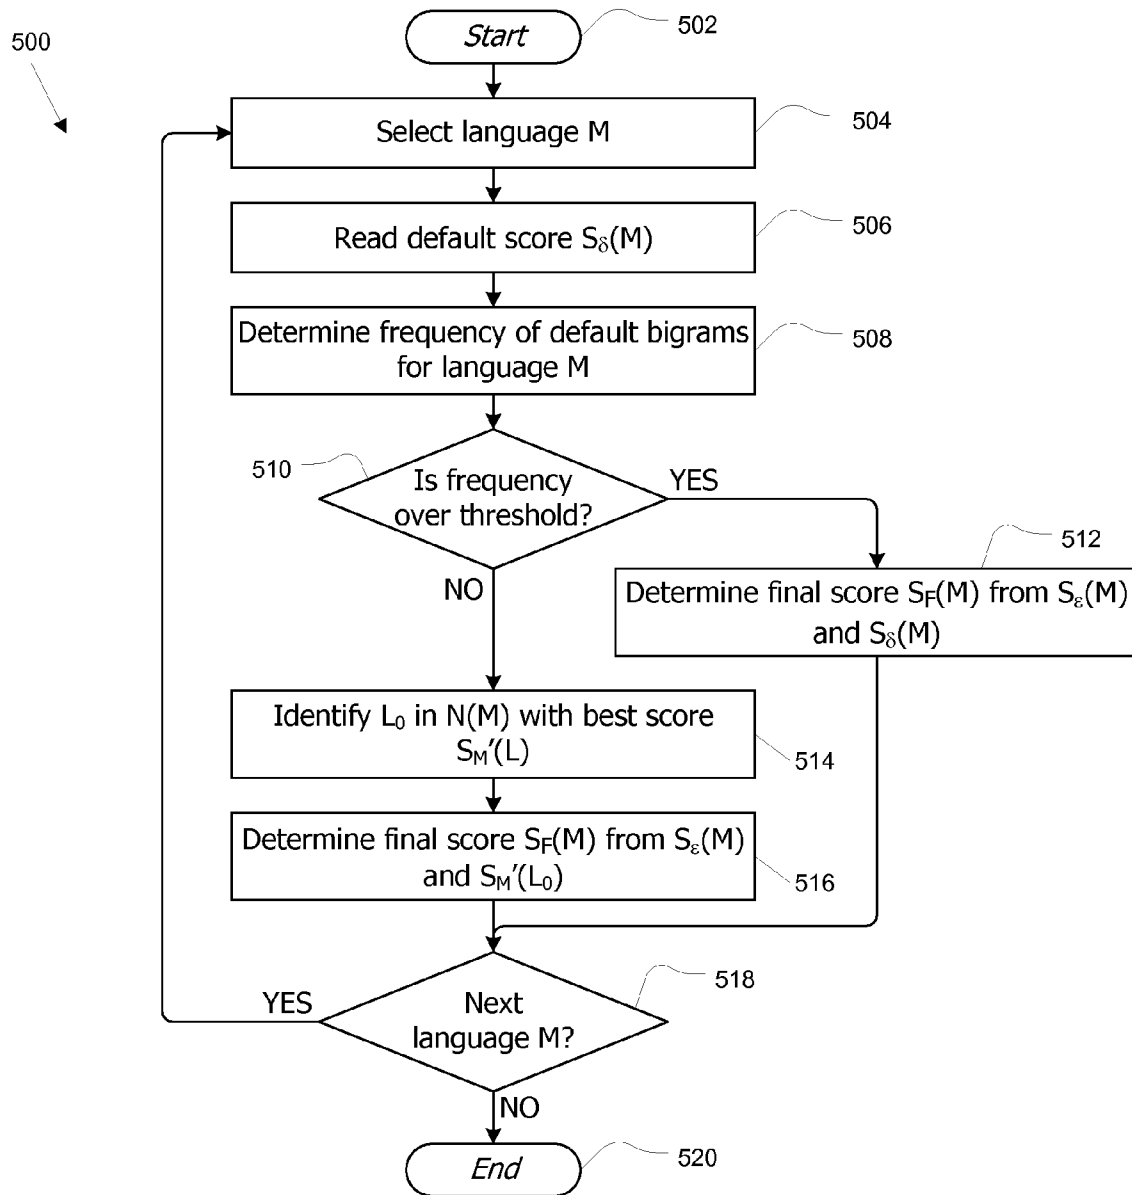 500
Start
502
Select language M
504
Read default score Sδ(M)
506
Determine frequency of default bigrams
for language M
508
510
Is frequency
over threshold?
YES
NO
512
Determine final score SF(M) from Sε(M)
and Sδ(M)
Identify L0 in N(M) with best score
SM′(L)
514
Determine final score SF(M) from Sε(M)
and SM′(L0)
516
YES
Next
language M?
518
NO
End
520